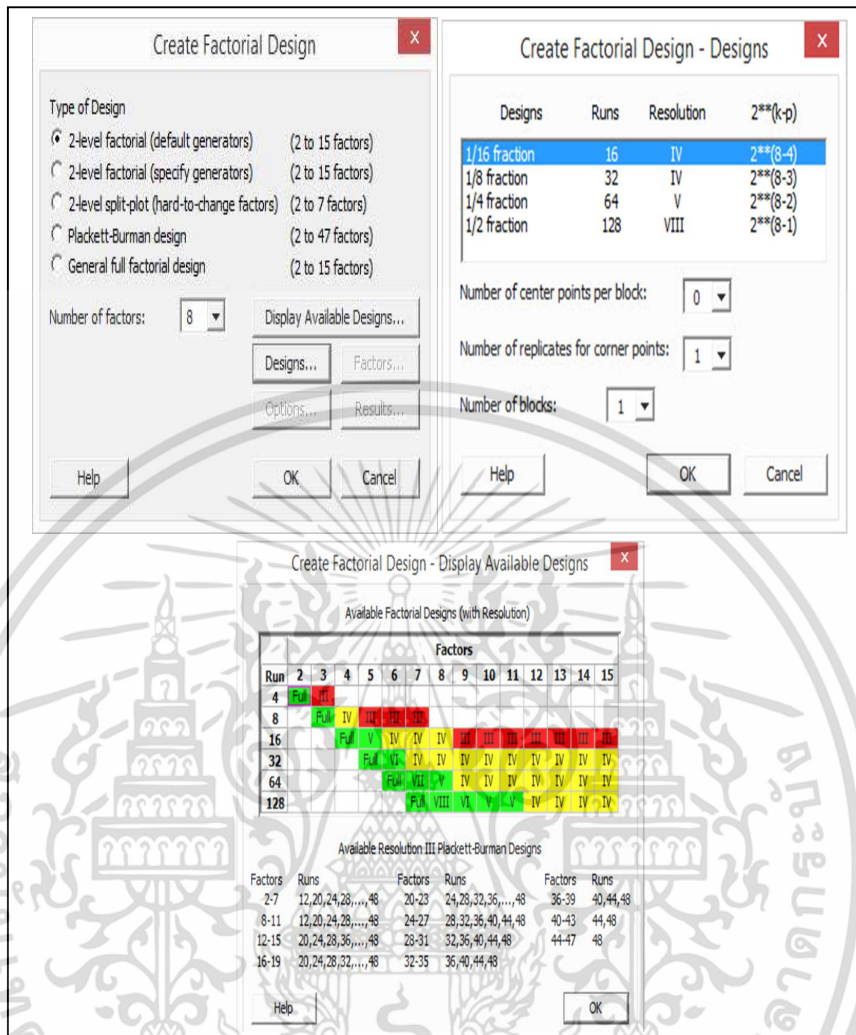 Create Factorial Design
x
Type of Design
2-level factorial (default generators) (2 to 15 factors)
2-level factorial (specify generators) (2 to 15 factors)
2-level split-plot (hard-to-change factors) (2 to 7 factors)
Plackett-Burman design (2 to 47 factors)
General full factorial design (2 to 15 factors)
Number of factors: 8 Display Available Designs...
Designs... Factors...
Options... Results...
Help OK Cancel
Create Factorial Design - Designs
x
Designs Runs Resolution 2**(k-p)
1/16 fraction 16 IV 2**(8-4)
1/8 fraction 32 IV 2**(8-3)
1/4 fraction 64 V 2**(8-2)
1/2 fraction 128 VIII 2**(8-1)
Number of center points per block: 0
Number of replicates for corner points: 1
Number of blocks: 1
Help OK Cancel
Create Factorial Design - Display Available Designs
x
Available Factorial Designs (with Resolution)
Factors
Run 2 3 4 5 6 7 8 9 10 11 12 13 14 15
4 Full III
8 Full IV III III III
16 Full V IV IV IV III III III III III III III
32 Full VI IV IV IV IV IV IV IV IV IV
64 Full VII V IV IV IV IV IV IV IV
128 Full VIII VI V V IV IV IV IV
Available Resolution III Plackett-Burman Designs
Factors Runs Factors Runs Factors Runs
2-7 12,20,24,28,...,48 20-23 24,28,32,36,...,48 36-39 40,44,48
8-11 12,20,24,28,...,48 24-27 28,32,36,40,44,48 40-43 44,48
12-15 20,24,28,36,...,48 28-31 32,36,40,44,48 44-47 48
16-19 20,24,28,32,...,48 32-35 36,40,44,48
Help OK